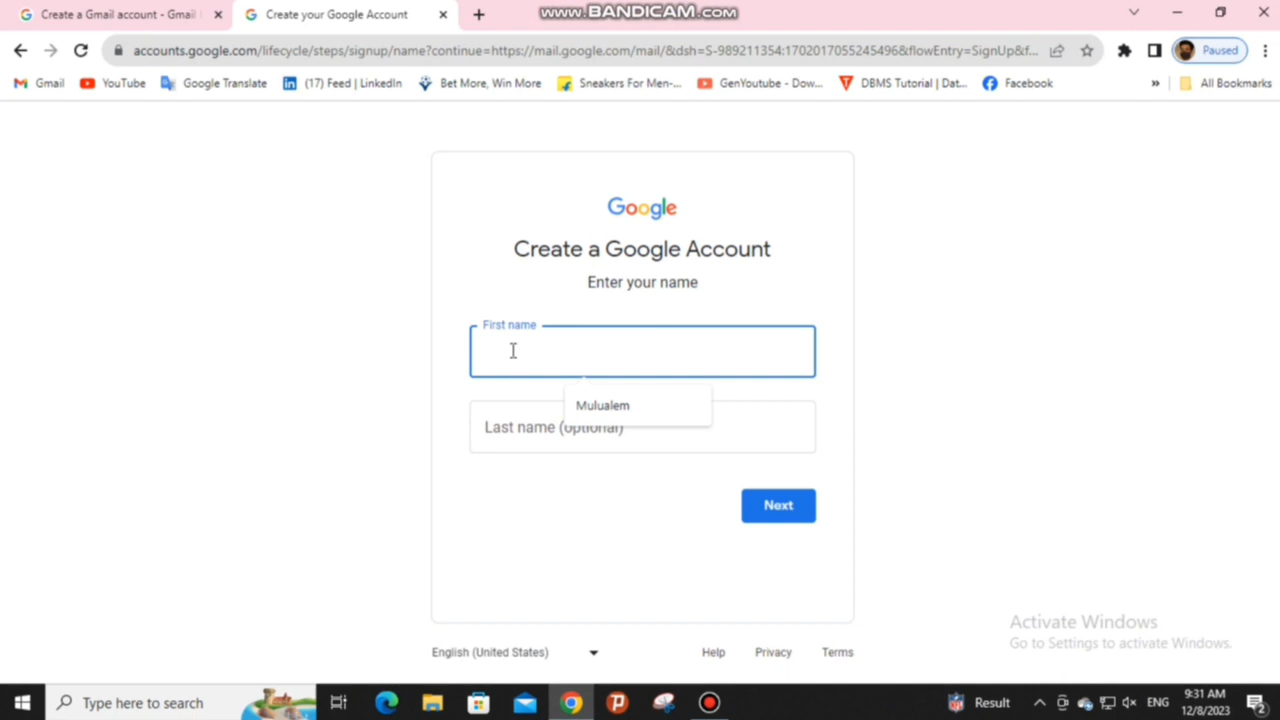 www.BANDICAM.com
Create a Gmail account - Gmail
Create your Google Account
accounts.google.com/lifecycle/steps/signup/name?continue=https://mail.google.com/mail/&dsh=S-989211354:1702017055245496&flowEntry=SignUp&f...
Paused
Gmail
YouTube
Google Translate
(17) Feed | LinkedIn
Bet More, Win More
Sneakers For Men-...
GenYoutube - Dow...
DBMS Tutorial | Dat...
Facebook
»
All Bookmarks
Google
Create a Google Account
Enter your name
First name
Mulualem
Last name (optional)
Next
Activate Windows
Go to Settings to activate Windows.
English (United States)
Help
Privacy
Terms
Type here to search
Result
ENG
9:31 AM
12/8/2023
2